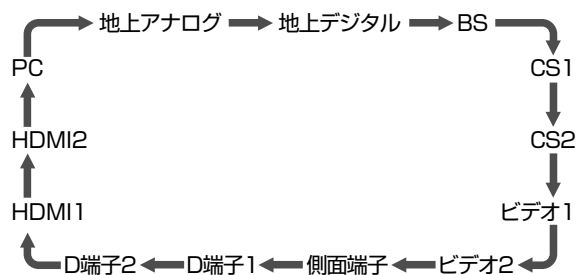 地上アナログ 地上デジタル BS
PC CS1
HDMI2 CS2
HDMI1 ビデオ1
D端子2 D端子1 側面端子 ビデオ2